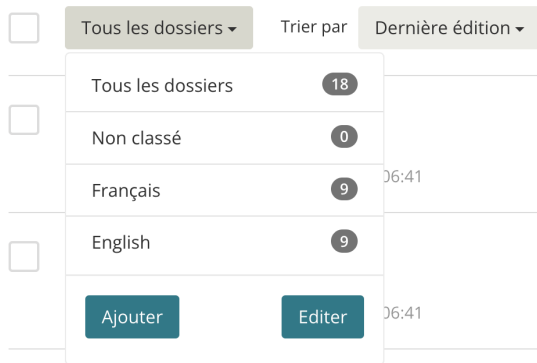 Tous les dossiers Trier par Dernière édition
Tous les dossiers 18
Non classé 0
06:41
Français 9
English 9
Ajouter Editer
06:41